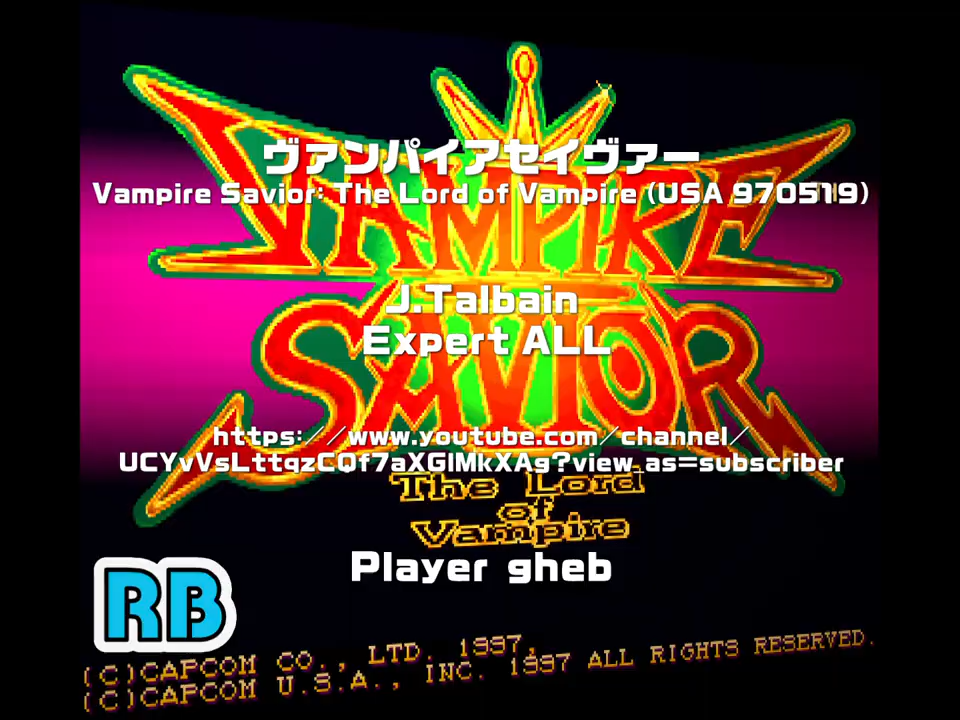 ヴァンパイアセイヴァー
Vampire Savior: The Lord of Vampire (USA 970519)
VAMPIRE
J.Talbain
Expert ALL
SAVIOR
https://www.youtube.com/channel/
UCYvVsLttqzCQf7aXGIMkXAg?view_as=subscriber
The Lord
of
Vampire
Player gheb
RB
(C)CAPCOM CO., LTD. 1997,
(C)CAPCOM U.S.A., INC. 1997 ALL RIGHTS RESERVED.